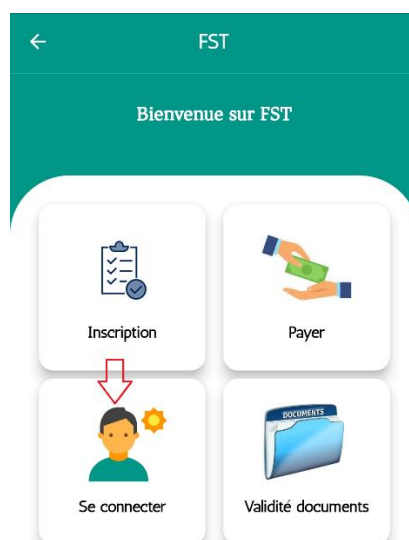 FST
Bienvenue sur FST
Inscription
Payer
DOCUMENTS
Se connecter
Validité documents